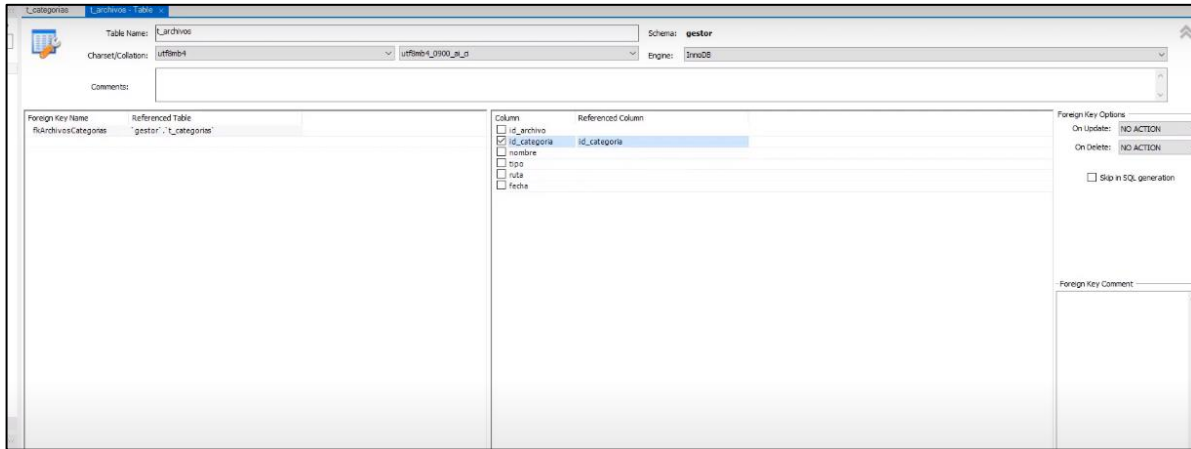 t_categorias t_archivos - Table
Table Name: t_archivos Schema: gestor
Charset/Collation: utf8mb4 utf8mb4_0900_ai_ci Engine: InnoDB
Comments:
Foreign Key Name Referenced Table Column Referenced Column Foreign Key Options
fkArchivosCategorias `gestor`.`t_categorias` id_archivo On Update: NO ACTION
id_categoria id_categoria
nombre On Delete: NO ACTION
tipo
ruta Skip in SQL generation
fecha
Foreign Key Comment